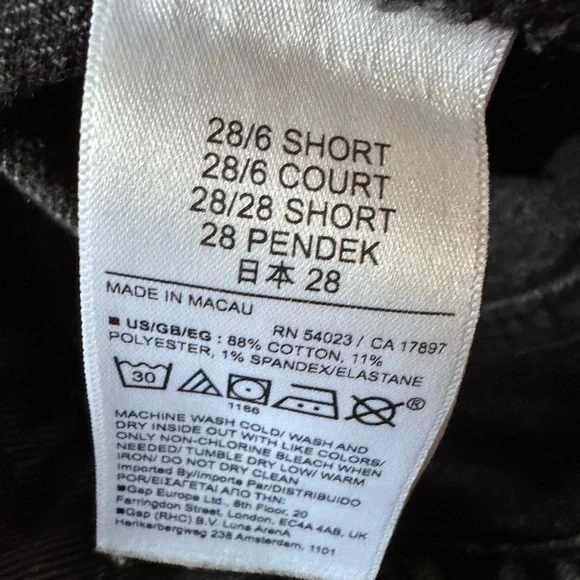 28/6 SHORT
28/6 COURT
28/28 SHORT
28 PENDEK
日本 28
MADE IN MACAU
RN 54023 / CA 17897
US/GB/EG : 88% COTTON, 11%
POLYESTER, 1% SPANDEX/ELASTANE
30
1186
®
MACHINE WASH COLD/ WASH AND
DRY INSIDE OUT WITH LIKE COLORS/
ONLY NON-CHLORINE BLEACH WHEN
NEEDED/ TUMBLE DRY LOW/ WARM
IRON/ DO NOT DRY CLEAN
Imported By/Importe Par/DISTRIBUIDO
POR/ΕΙΣΑΓΕΤΑΙ ΑΠΟ ΤΗΝ:
Gap Europe Ltd., 6th Floor, 20
Farringdon Street, London, EC4A 4AB, UK
Gap (RHC) B.V. Luna ArenA
Herikerbergweg 238 Amsterdam, 1101